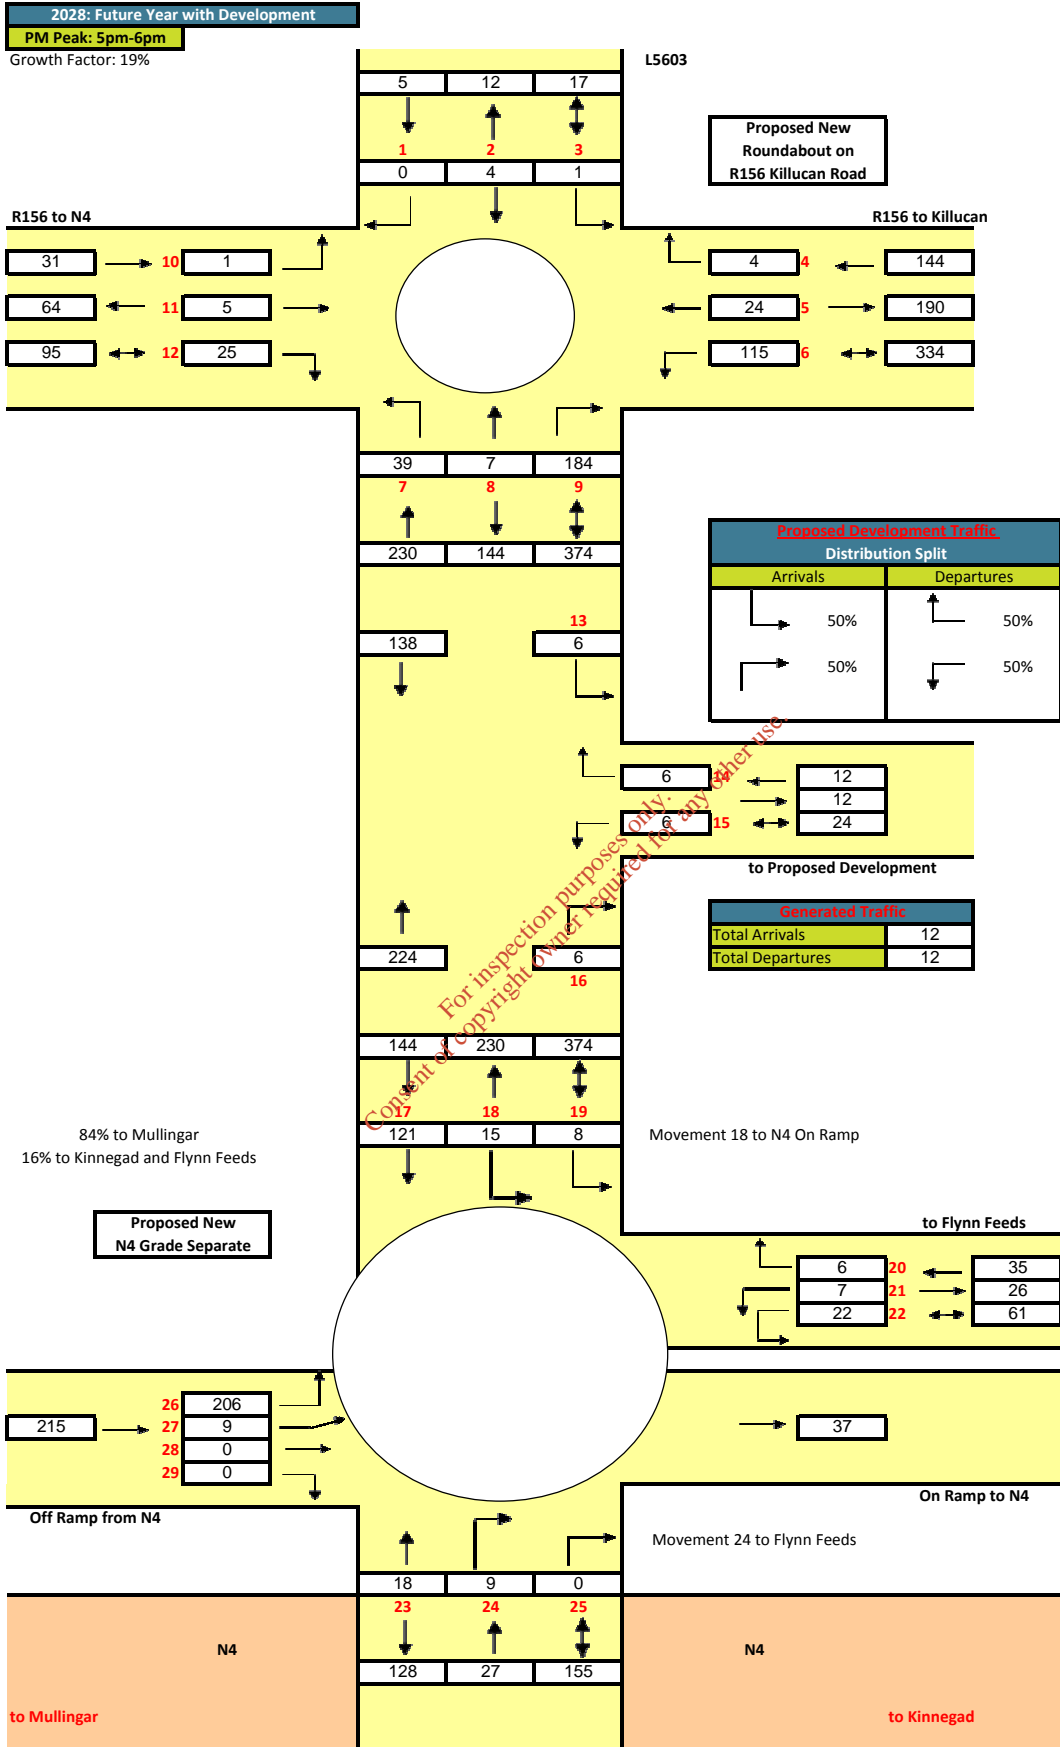 2028: Future Year with Development
PM Peak: 5pm-6pm
Growth Factor: 19%
L5603
5 12 17
1 2 3
0 4 1
Proposed New
Roundabout on
R156 Killucan Road
R156 to N4
R156 to Killucan
31 10 1
64 11 5
95 12 25
4 4 144
24 5 190
115 6 334
39 7 184
7 8 9
230 144 374
Proposed Development Traffic
Distribution Split
Arrivals Departures
50% 50%
50% 50%
13
138 6
6 14 12
12
6 15 24
to Proposed Development
Generated Traffic
Total Arrivals 12
Total Departures 12
224 6
16
For inspection purposes only.
Consent of copyright owner required for any other use.
144 230 374
17 18 19
121 15 8
84% to Mullingar
16% to Kinnegad and Flynn Feeds
Movement 18 to N4 On Ramp
Proposed New
N4 Grade Separate
to Flynn Feeds
6 20 35
7 21 26
22 22 61
26 206
215 27 9
28 0
29 0
37
Off Ramp from N4
On Ramp to N4
Movement 24 to Flynn Feeds
18 9 0
23 24 25
N4
N4
128 27 155
to Mullingar
to Kinnegad